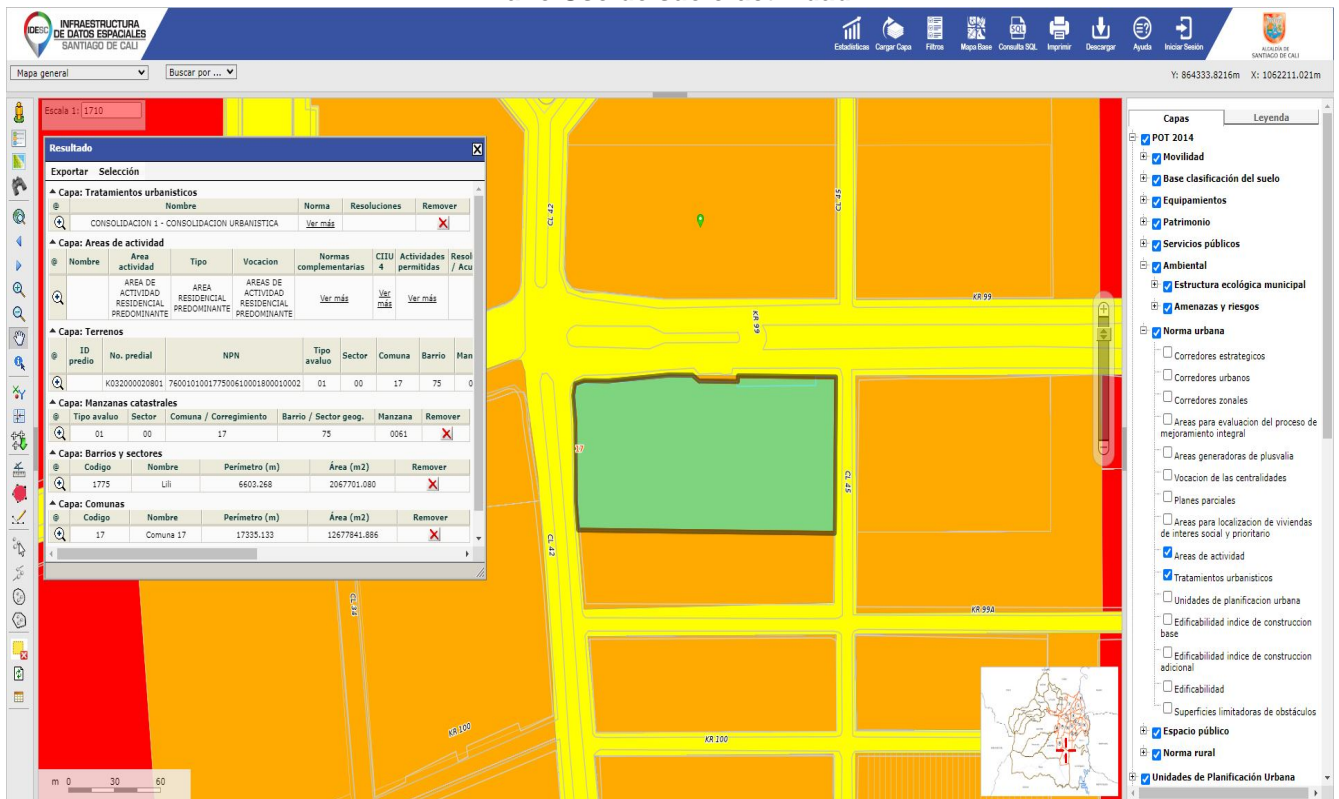 IDESC
INFRAESTRUCTURA
DE DATOS ESPACIALES
SANTIAGO DE CALI
Estadísticas Cargar Capa Filtros Mapa Base Consulta SQL Imprimir Descargar Ayuda Iniciar Sesión
ALCALDÍA DE
SANTIAGO DE CALI
Mapa general Buscar por ... Y: 864333.8216m X: 1062211.021m
Escala 1: 1710
Resultado
Exportar Selección
Capa: Tratamientos urbanisticos
@ Nombre Norma Resoluciones Remover
CONSOLIDACION 1 - CONSOLIDACION URBANISTICA Ver más
Capa: Areas de actividad
@ Nombre Area actividad Tipo Vocacion Normas complementarias CIIU 4 Actividades permitidas Resol / Acu
AREA DE ACTIVIDAD RESIDENCIAL PREDOMINANTE AREA RESIDENCIAL PREDOMINANTE AREAS DE ACTIVIDAD RESIDENCIAL PREDOMINANTE Ver más Ver más Ver más
Capa: Terrenos
@ ID predio No. predial NPN Tipo avaluo Sector Comuna Barrio Man
K032000020801 760010100177500610001800010002 01 00 17 75 0
Capa: Manzanas catastrales
@ Tipo avaluo Sector Comuna / Corregimiento Barrio / Sector geog. Manzana Remover
01 00 17 75 0061
Capa: Barrios y sectores
@ Codigo Nombre Perímetro (m) Área (m2) Remover
1775 Lili 6603.268 2067701.080
Capa: Comunas
@ Codigo Nombre Perímetro (m) Área (m2) Remover
17 Comuna 17 17335.133 12677841.886
CL 42
CL 45
KR 99
KR 99
17
CL 45
CL 42
CL 34
KR 99A
KR 100
KR 100
m 0 30 60
Capas Leyenda
POT 2014
Movilidad
Base clasificación del suelo
Equipamientos
Patrimonio
Servicios públicos
Ambiental
Estructura ecológica municipal
Amenazas y riesgos
Norma urbana
Corredores estrategicos
Corredores urbanos
Corredores zonales
Areas para evaluacion del proceso de
mejoramiento integral
Areas generadoras de plusvalia
Vocacion de las centralidades
Planes parciales
Areas para localizacion de viviendas
de interes social y prioritario
Areas de actividad
Tratamientos urbanisticos
Unidades de planificacion urbana
Edificabilidad indice de construccion
base
Edificabilidad indice de construccion
adicional
Edificabilidad
Superficies limitadoras de obstáculos
Espacio público
Norma rural
Unidades de Planificación Urbana